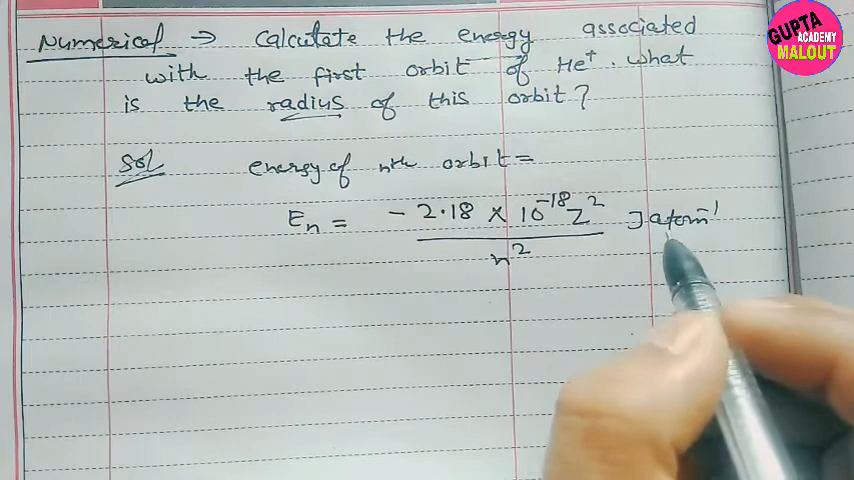 Numerical → Calculate the energy associated
with the first orbit of He⁺. what
is the radius of this orbit?
Sol energy of nth orbit =
Eₙ = - 2.18 × 10⁻¹⁸ Z² J atom⁻¹
n²
GUPTA
ACADEMY
MALOUT